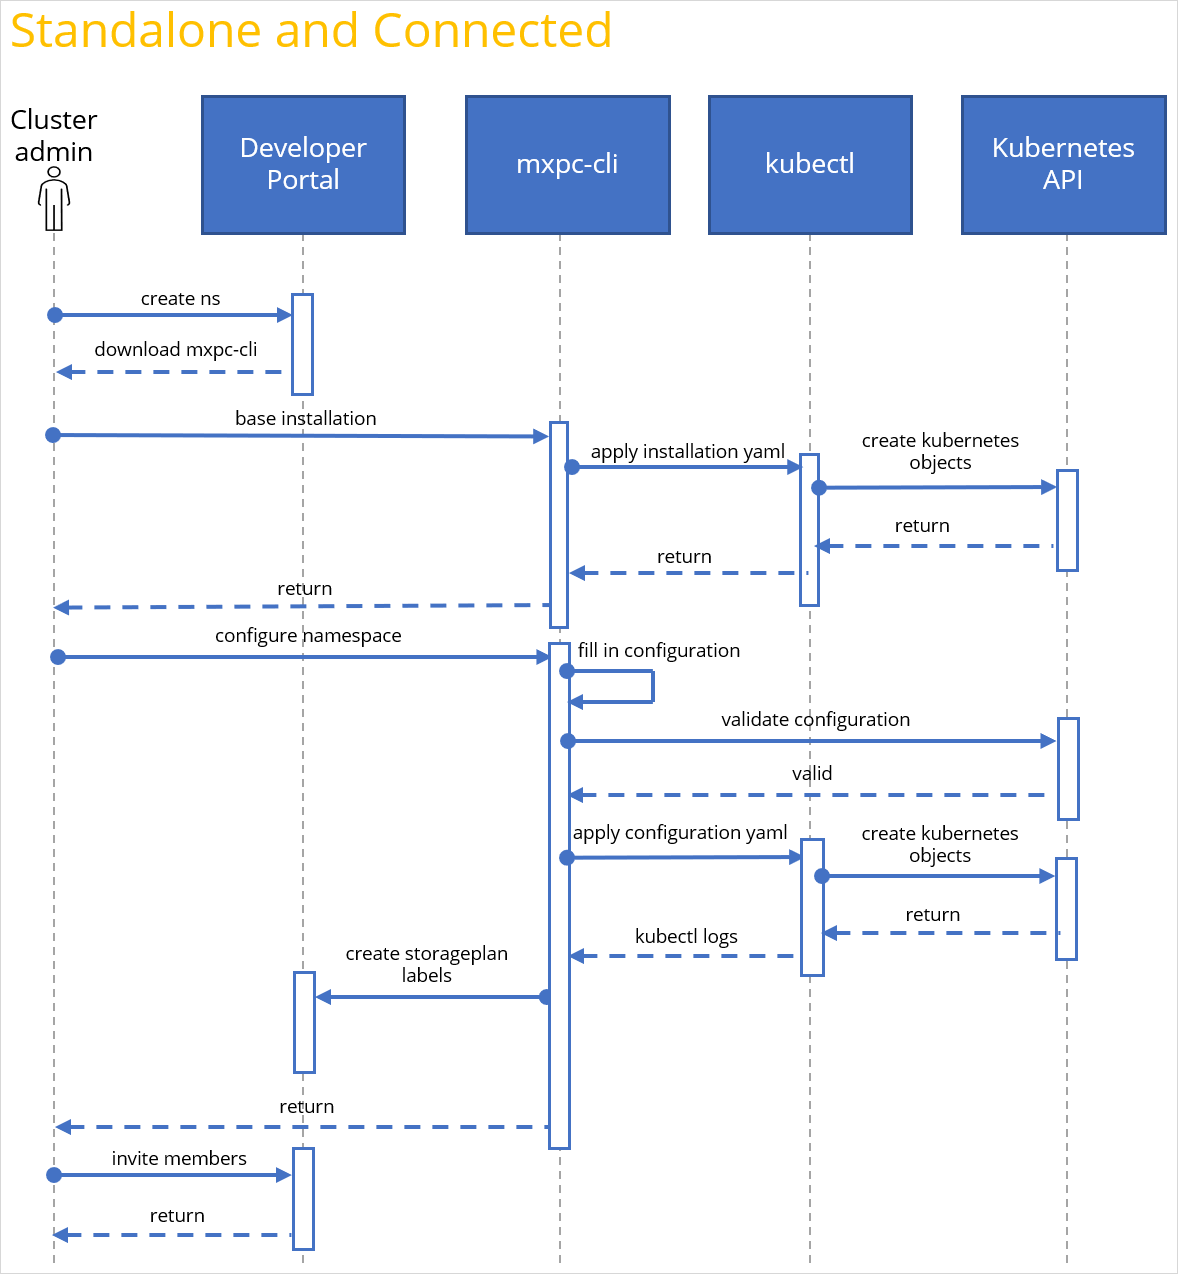 Standalone and Connected
Cluster
admin
Developer
Portal
mxpc-cli
kubectl
Kubernetes
API
create ns
download mxpc-cli
base installation
apply installation yaml
create kubernetes
objects
return
return
return
configure namespace
fill in configuration
validate configuration
valid
apply configuration yaml
create kubernetes
objects
return
kubectl logs
create storageplan
labels
return
invite members
return